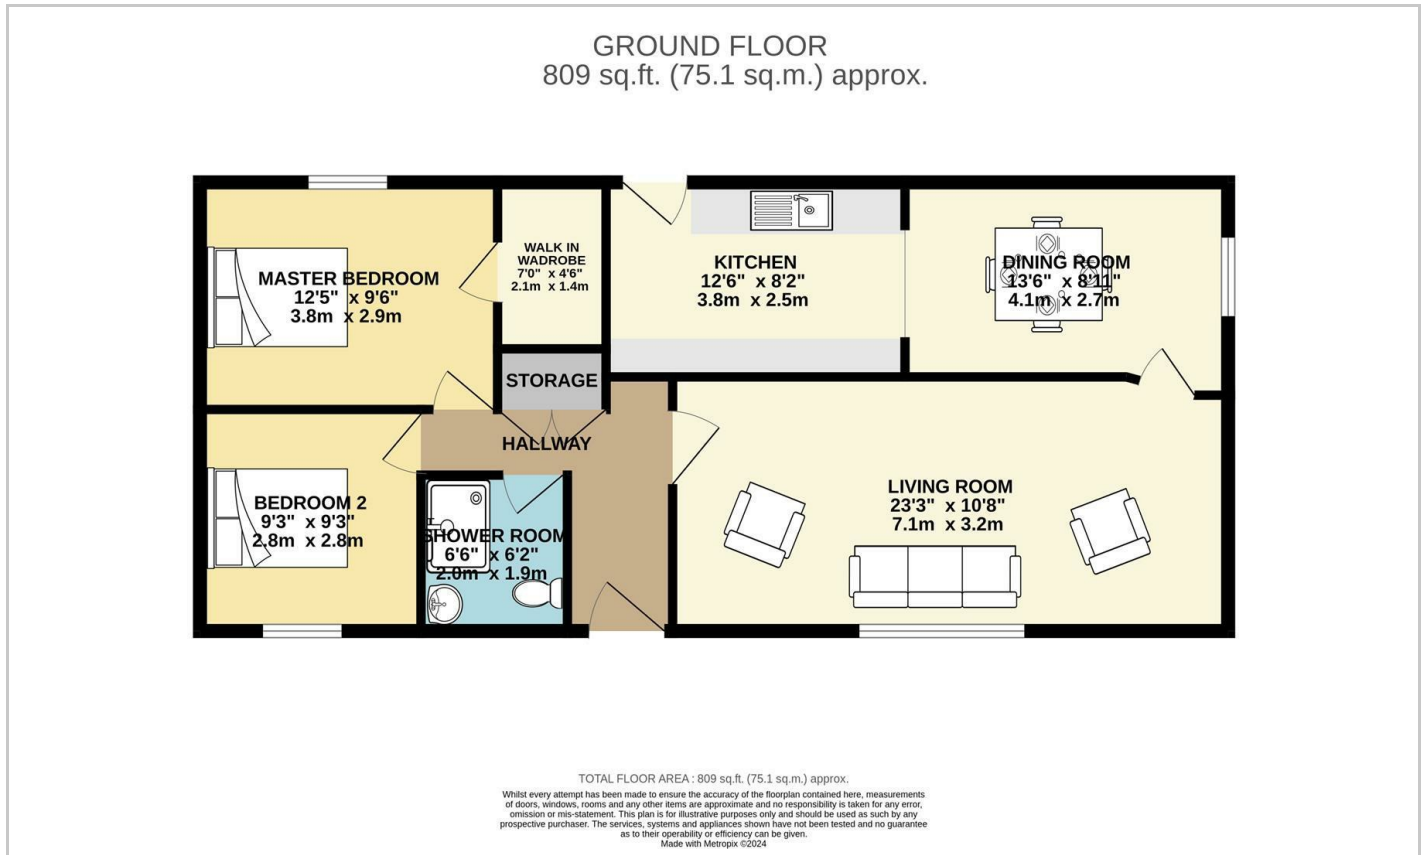 GROUND FLOOR
809 sq.ft. (75.1 sq.m.) approx.
WALK IN
WADROBE
7'0" x 4'6"
2.1m x 1.4m
MASTER BEDROOM
12'5" x 9'6"
3.8m x 2.9m
KITCHEN
12'6" x 8'2"
3.8m x 2.5m
DINING ROOM
13'6" x 8'11"
4.1m x 2.7m
STORAGE
HALLWAY
BEDROOM 2
9'3" x 9'3"
2.8m x 2.8m
SHOWER ROOM
6'6" x 6'2"
2.0m x 1.9m
LIVING ROOM
23'3" x 10'8"
7.1m x 3.2m
TOTAL FLOOR AREA : 809 sq.ft. (75.1 sq.m.) approx.
Whilst every attempt has been made to ensure the accuracy of the floorplan contained here, measurements
of doors, windows, rooms and any other items are approximate and no responsibility is taken for any error,
omission or mis-statement. This plan is for illustrative purposes only and should be used as such by any
prospective purchaser. The services, systems and appliances shown have not been tested and no guarantee
as to their operability or efficiency can be given.
Made with Metropix ©2024